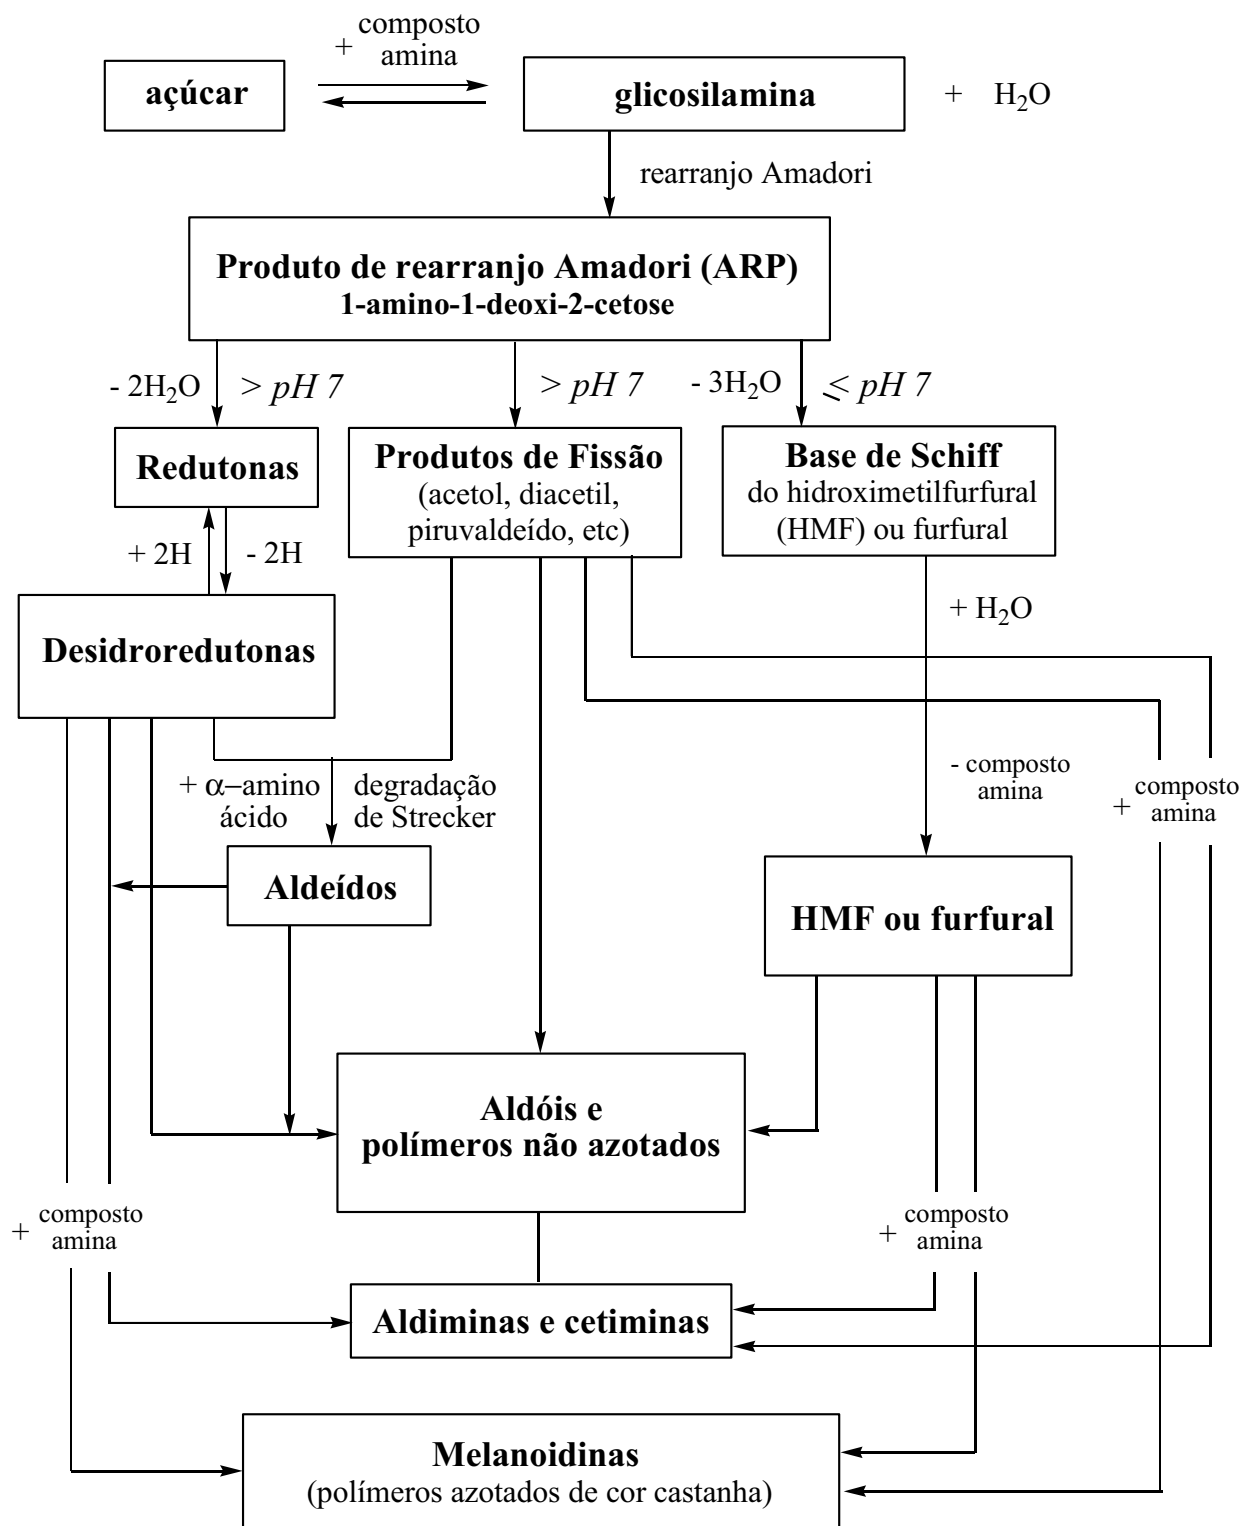 composto
+ amina
açúcar
glicosilamina
+ H₂O
rearranjo Amadori
Produto de rearranjo Amadori (ARP)
1-amino-1-deoxi-2-cetose
- 2H₂O
> pH 7
> pH 7
- 3H₂O
⩽ pH 7
Redutonas
Produtos de Fissão
(acetol, diacetil,
piruvaldeído, etc)
Base de Schiff
do hidroximetilfurfural
(HMF) ou furfural
+ 2H
- 2H
+ H₂O
Desidroredutonas
+ α–amino
ácido
degradação
de Strecker
- composto
amina
composto
+ amina
Aldeídos
HMF ou furfural
Aldóis e
polímeros não azotados
composto
+ amina
composto
+ amina
Aldiminas e cetiminas
Melanoidinas
(polímeros azotados de cor castanha)